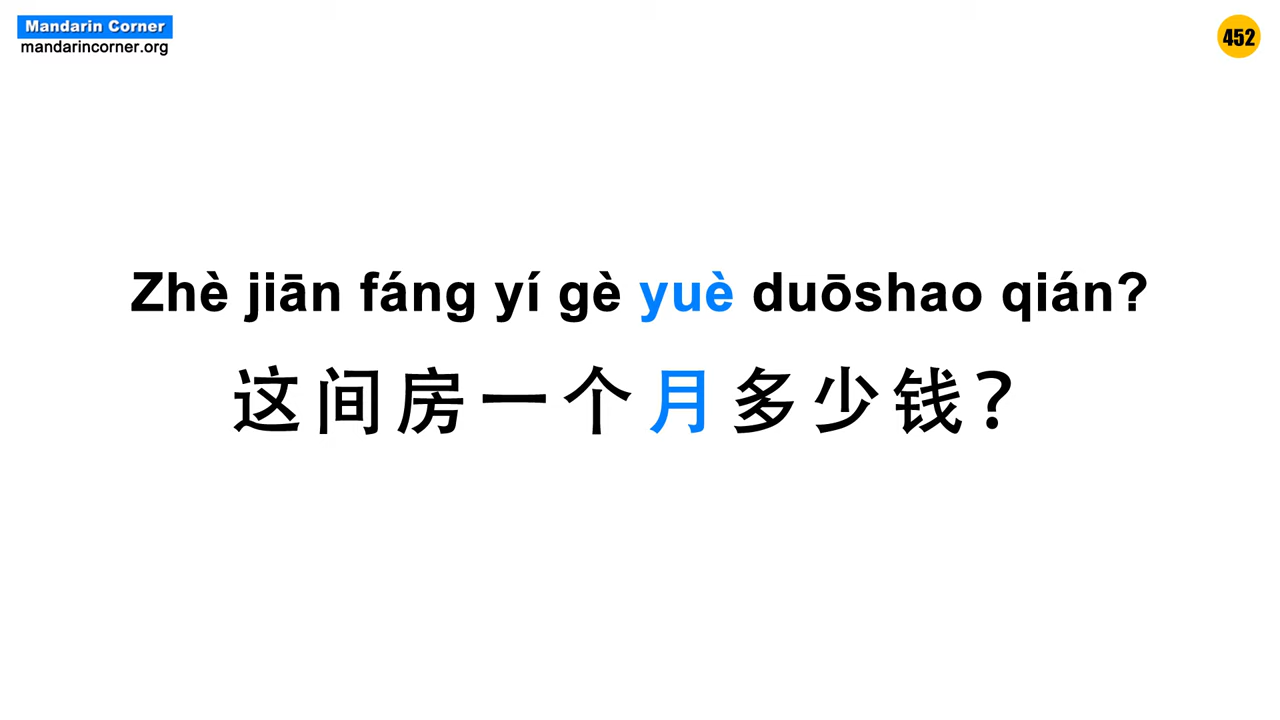 Mandarin Corner
mandarincorner.org
452
Zhè jiān fáng yí gè yuè duōshao qián?
这间房一个月多少钱？